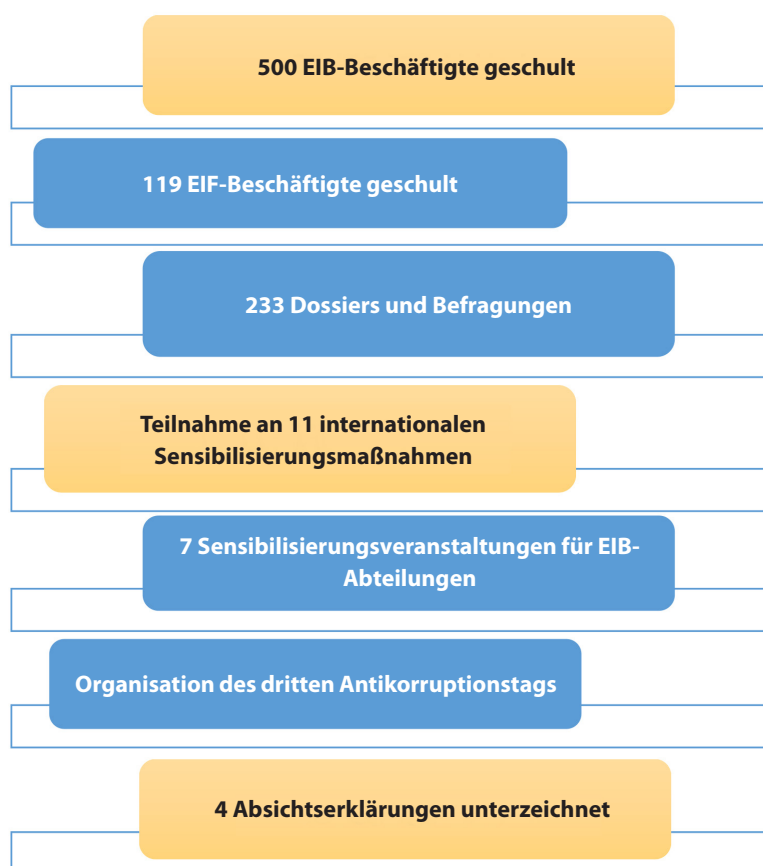 500 EIB-Beschäftigte geschult
119 EIF-Beschäftigte geschult
233 Dossiers und Befragungen
Teilnahme an 11 internationalen
Sensibilisierungsmaßnahmen
7 Sensibilisierungsveranstaltungen für EIB-
Abteilungen
Organisation des dritten Antikorruptionstags
4 Absichtserklärungen unterzeichnet